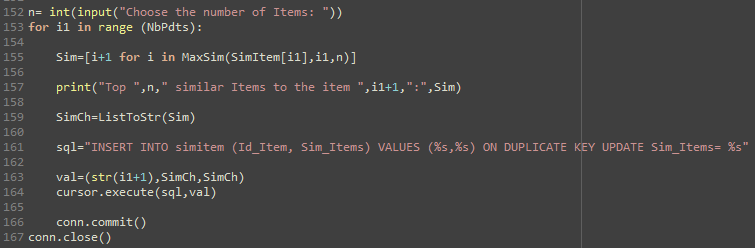 152 n= int(input("Choose the number of Items: "))
153 for i1 in range (NbPdts):
154
155     Sim=[i+1 for i in MaxSim(SimItem[i1],i1,n)]
156
157     print("Top ",n," similar Items to the item ",i1+1,":",Sim)
158
159     SimCh=ListToStr(Sim)
160
161     sql="INSERT INTO simitem (Id_Item, Sim_Items) VALUES (%s,%s) ON DUPLICATE KEY UPDATE Sim_Items= %s"
162
163     val=(str(i1+1),SimCh,SimCh)
164     cursor.execute(sql,val)
165
166     conn.commit()
167 conn.close()